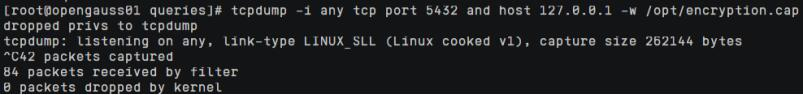 [root@opengauss01 queries]# tcpdump -i any tcp port 5432 and host 127.0.0.1 -w /opt/encryption.cap
dropped privs to tcpdump
tcpdump: listening on any, link-type LINUX_SLL (Linux cooked v1), capture size 262144 bytes
^C42 packets captured
84 packets received by filter
0 packets dropped by kernel